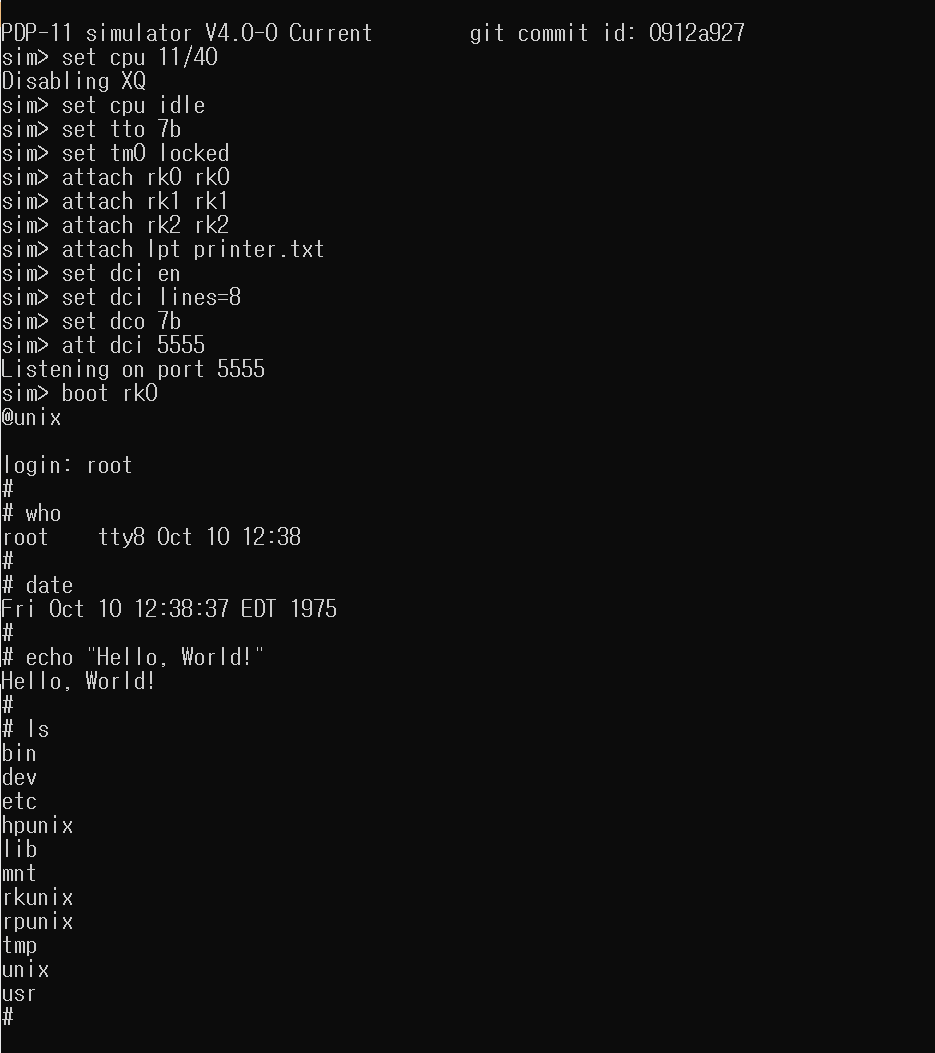 PDP-11 simulator V4.0-0 Current        git commit id: 0912a927
sim> set cpu 11/40
Disabling XQ
sim> set cpu idle
sim> set tto 7b
sim> set tm0 locked
sim> attach rk0 rk0
sim> attach rk1 rk1
sim> attach rk2 rk2
sim> attach lpt printer.txt
sim> set dci en
sim> set dci lines=8
sim> set dco 7b
sim> att dci 5555
Listening on port 5555
sim> boot rk0
@unix

login: root
#
# who
root    tty8 Oct 10 12:38
#
# date
Fri Oct 10 12:38:37 EDT 1975
#
# echo "Hello, World!"
Hello, World!
#
# ls
bin
dev
etc
hpunix
lib
mnt
rkunix
rpunix
tmp
unix
usr
#